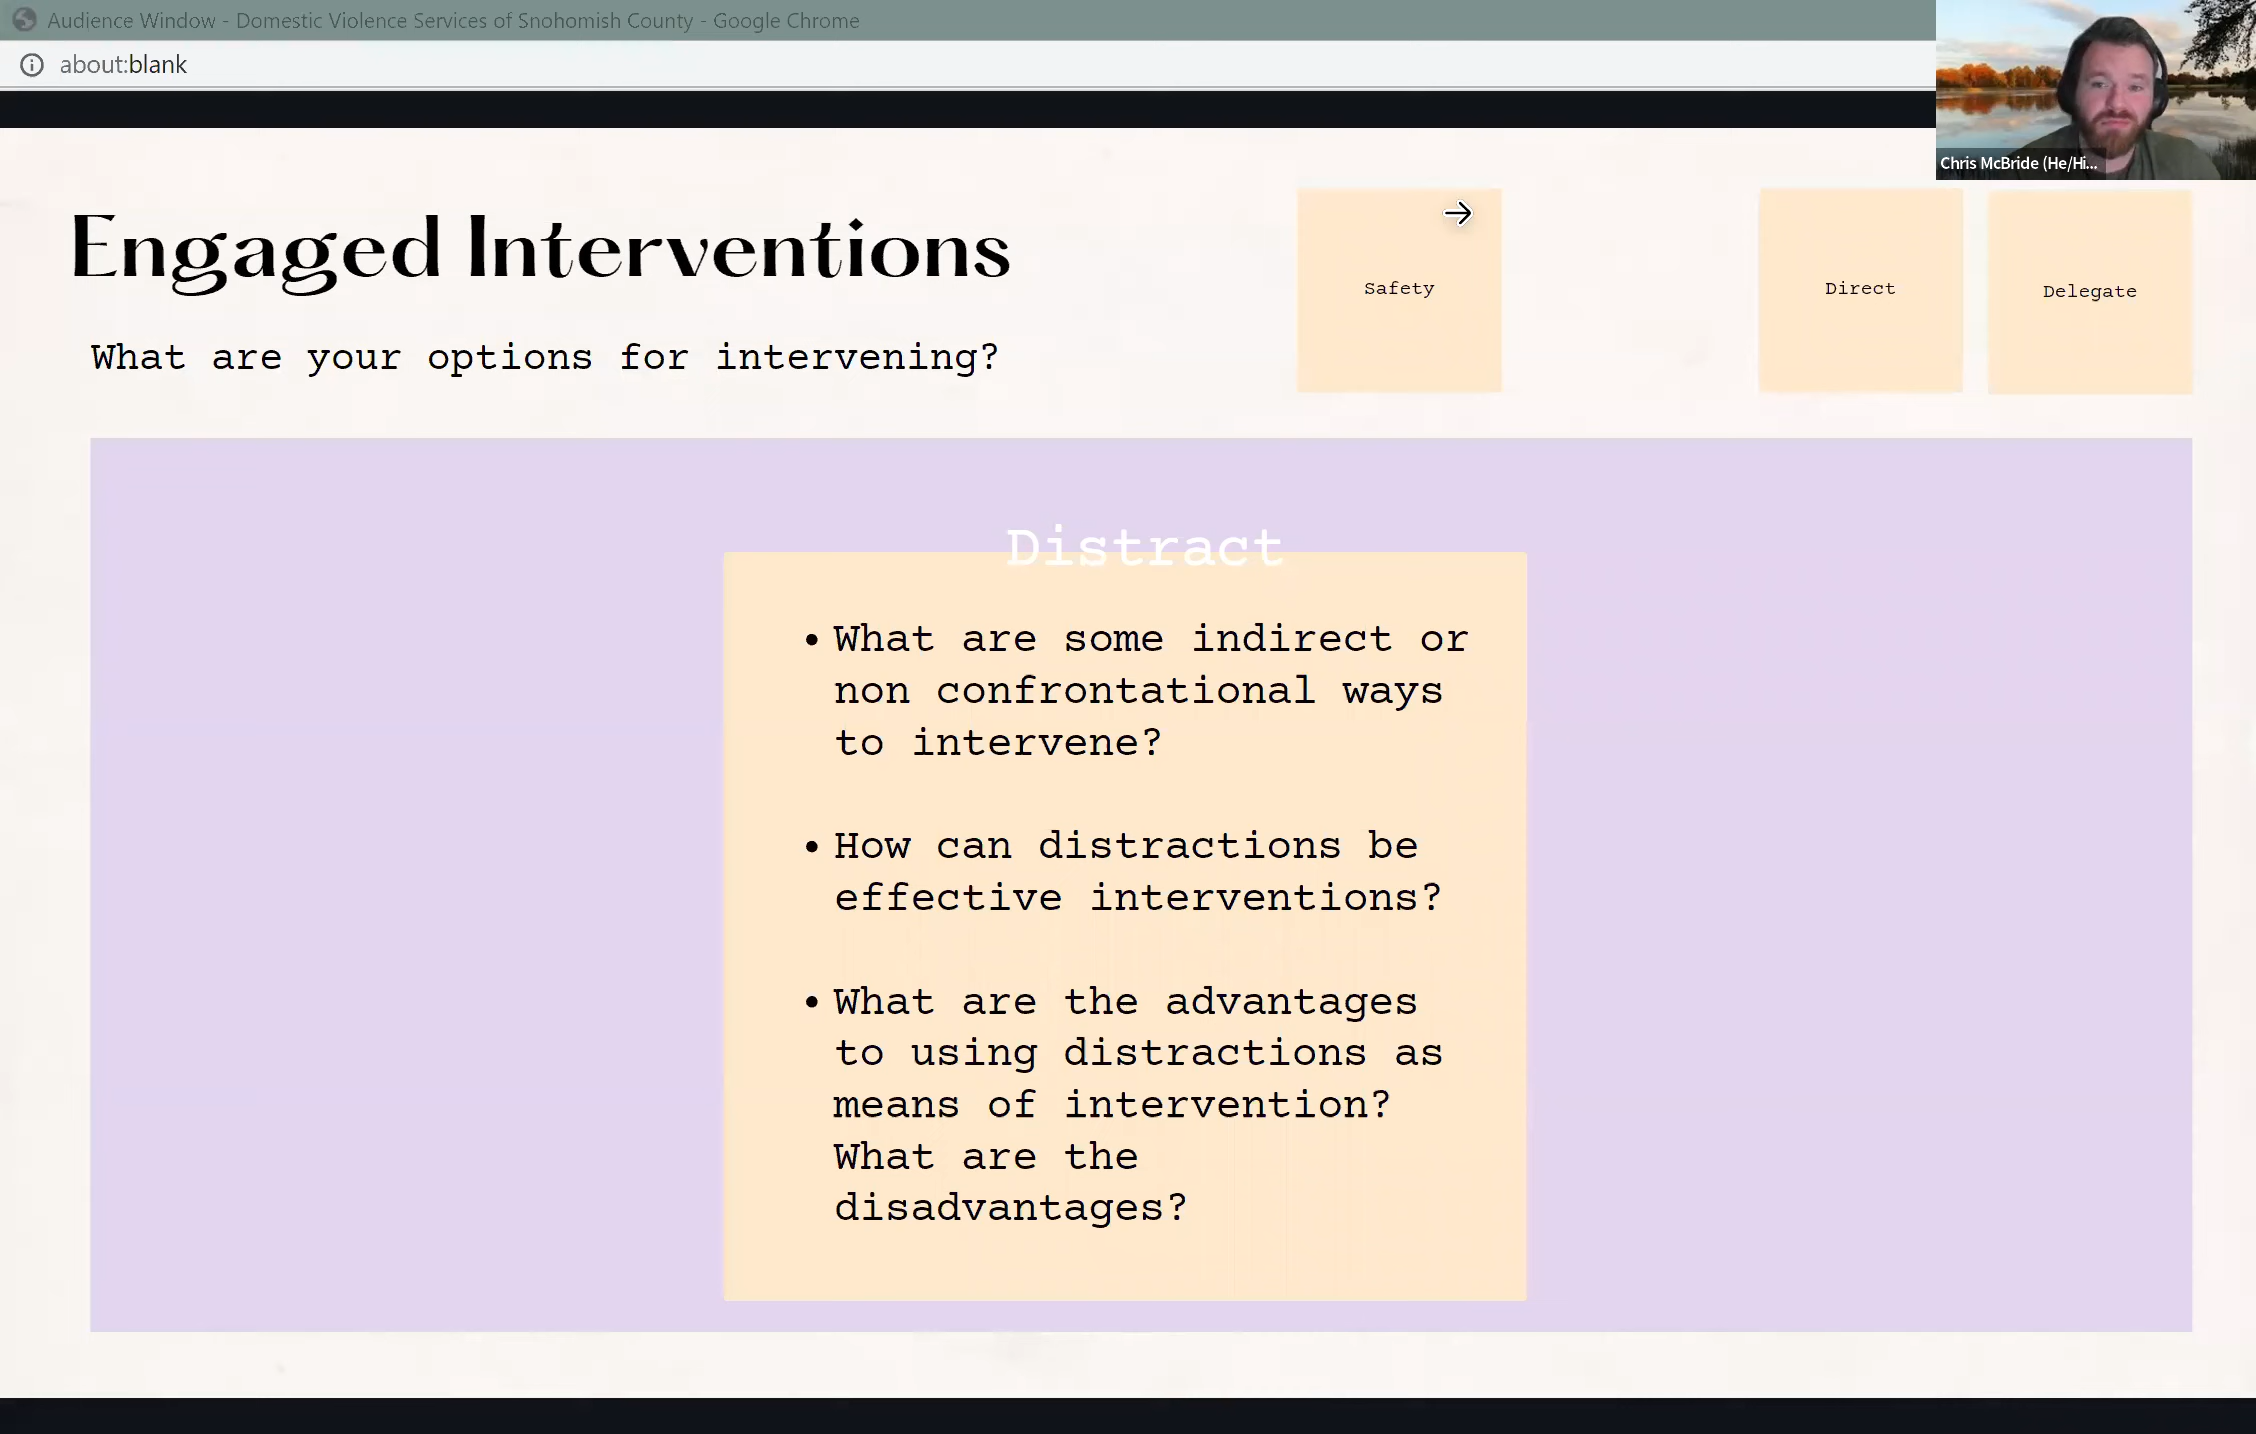 Audience Window - Domestic Violence Services of Snohomish County - Google Chrome
about:blank
Chris McBride (He/Hi...
Engaged Interventions
What are your options for intervening?
Safety
Direct
Delegate
Distract
• What are some indirect or
non confrontational ways
to intervene?
• How can distractions be
effective interventions?
• What are the advantages
to using distractions as
means of intervention?
What are the
disadvantages?